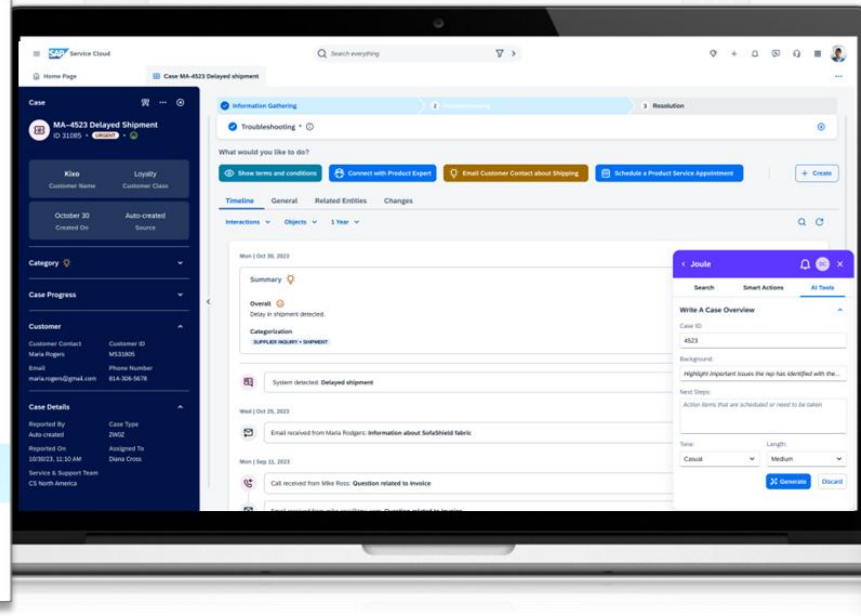 SAP Service Cloud
Search everything
Home Page
Case MA-4523 Delayed shipment
Case
MA-4523 Delayed Shipment
ID 31085 • URGENT •
Kixo
Customer Name
Loyalty
Customer Class
October 30
Created On
Auto-created
Source
Category
Case Progress
Customer
Customer Contact
Customer ID
Maria Rogers
MS31805
Email
Phone Number
maria.rogers@gmail.com
814-306-5678
Case Details
Reported By
Case Type
Auto-created
ZW0Z
Reported On
Assigned To
10/30/23, 11:10 AM
Diana Cross
Service & Support Team
CS North America
Information Gathering
2
3 Resolution
Troubleshooting *
What would you like to do?
Show terms and conditions
Connect with Product Expert
Email Customer Contact about Shipping
Schedule a Product Service Appointment
+ Create
Timeline
General
Related Entities
Changes
Interactions
Objects
1 Year
Mon | Oct 30, 2023
Summary
Overall
Delay in shipment detected.
Categorization
SUPPLIER INQUIRY • SHIPMENT
System detected: Delayed shipment
Wed | Oct 25, 2023
Email received from Maria Rodgers: Information about SofaShield fabric
Mon | Sep 11, 2023
Call received from Mike Ross: Question related to invoice
Joule
Search
Smart Actions
AI Tools
Write A Case Overview
Case ID:
4523
Background:
Highlight important issues the rep has identified with the...
Next Steps:
Action items that are scheduled or need to be taken
Tone:
Length:
Casual
Medium
Generate
Discard